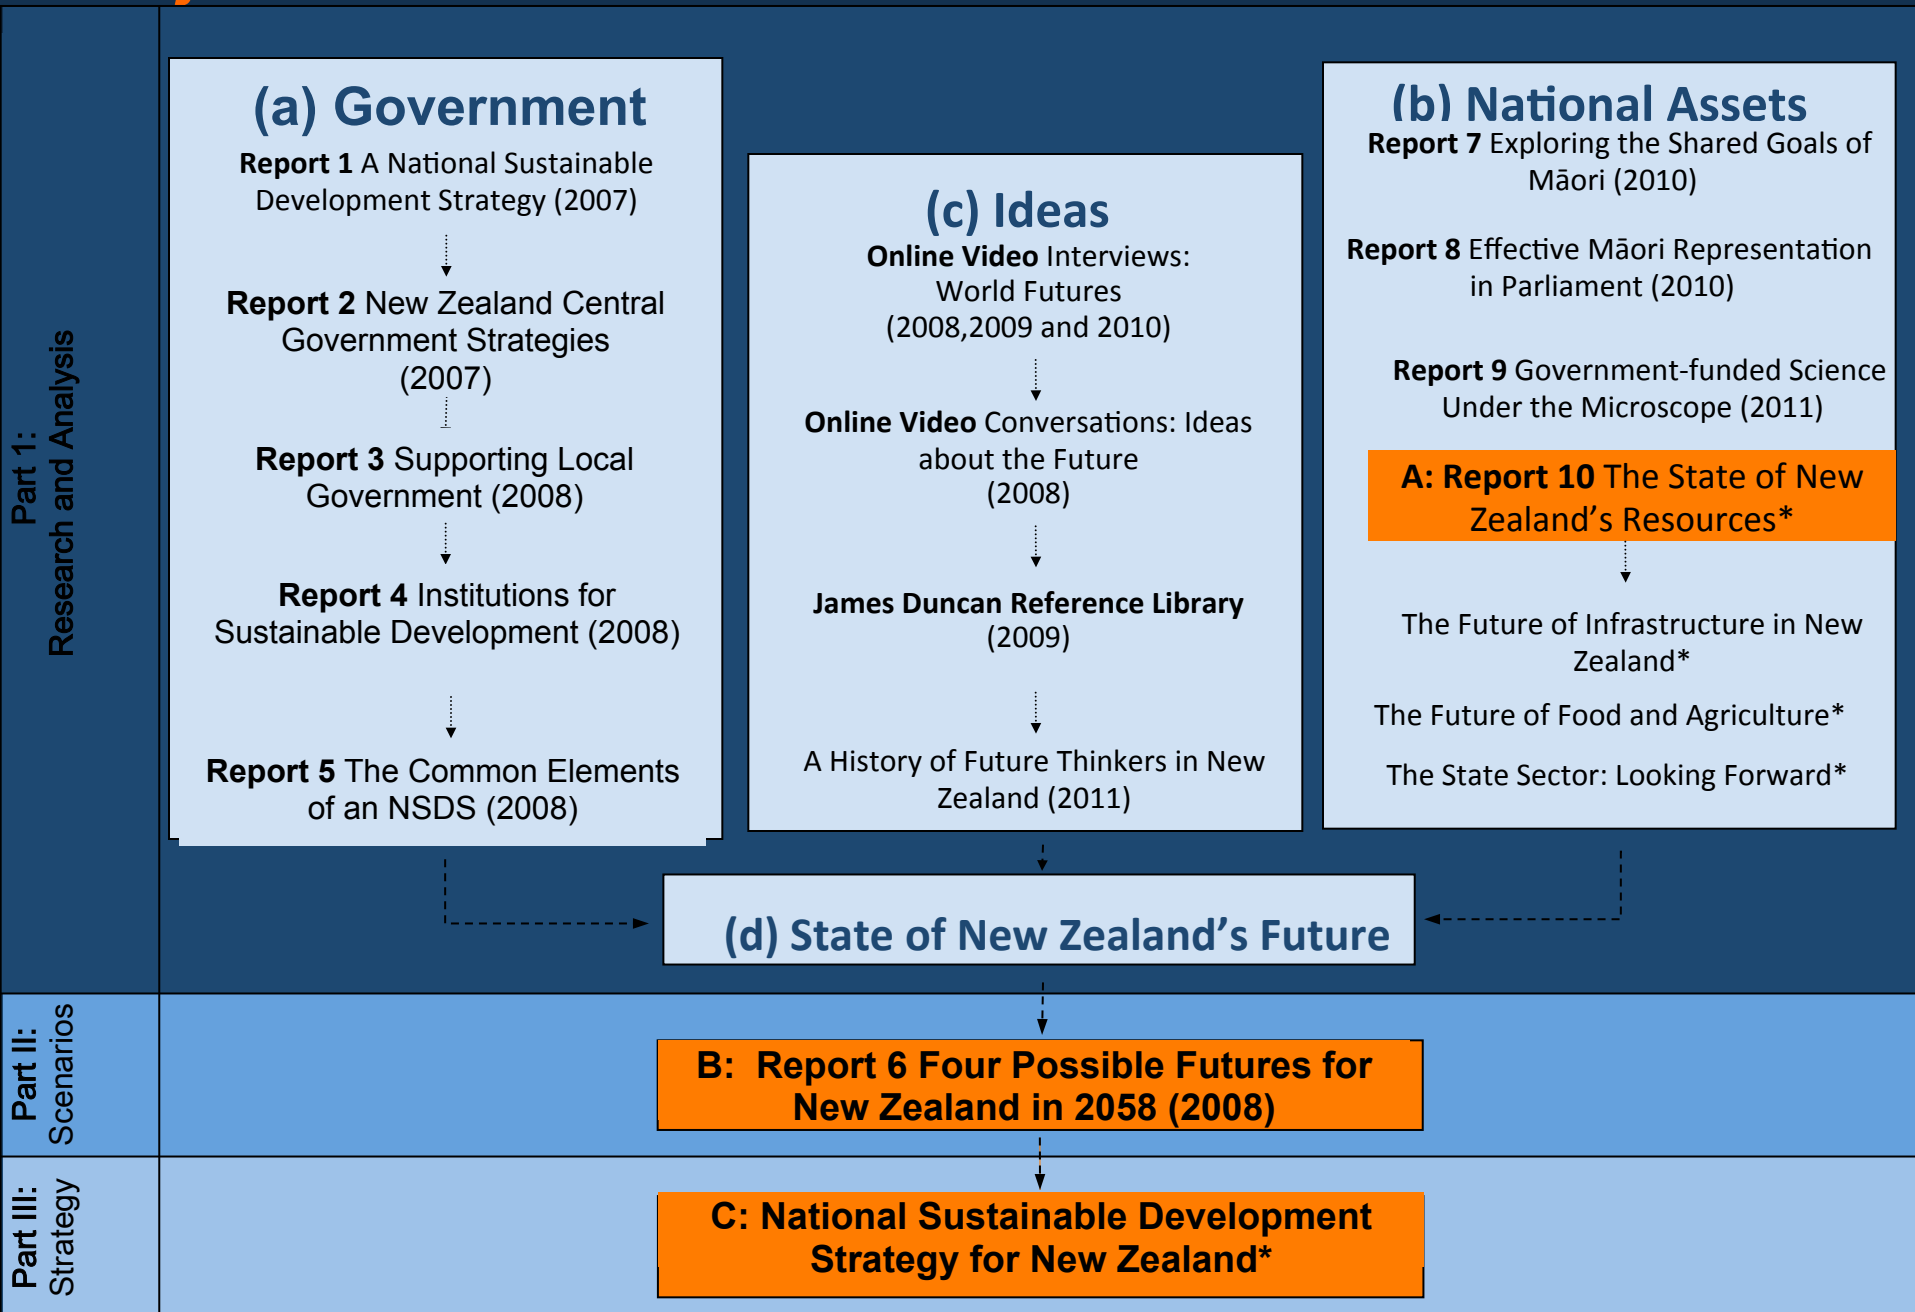 Part 1:
Research and Analysis
(a) Government
Report 1 A National Sustainable
Development Strategy (2007)
Report 2 New Zealand Central
Government Strategies
(2007)
Report 3 Supporting Local
Government (2008)
Report 4 Institutions for
Sustainable Development (2008)
Report 5 The Common Elements
of an NSDS (2008)
(c) Ideas
Online Video Interviews:
World Futures
(2008,2009 and 2010)
Online Video Conversations: Ideas
about the Future
(2008)
James Duncan Reference Library
(2009)
A History of Future Thinkers in New
Zealand (2011)
(b) National Assets
Report 7 Exploring the Shared Goals of
Māori (2010)
Report 8 Effective Māori Representation
in Parliament (2010)
Report 9 Government-funded Science
Under the Microscope (2011)
A: Report 10 The State of New
Zealand’s Resources*
The Future of Infrastructure in New
Zealand*
The Future of Food and Agriculture*
The State Sector: Looking Forward*
(d) State of New Zealand’s Future
Part II:
Scenarios
B: Report 6 Four Possible Futures for
New Zealand in 2058 (2008)
Part III:
Strategy
C: National Sustainable Development
Strategy for New Zealand*